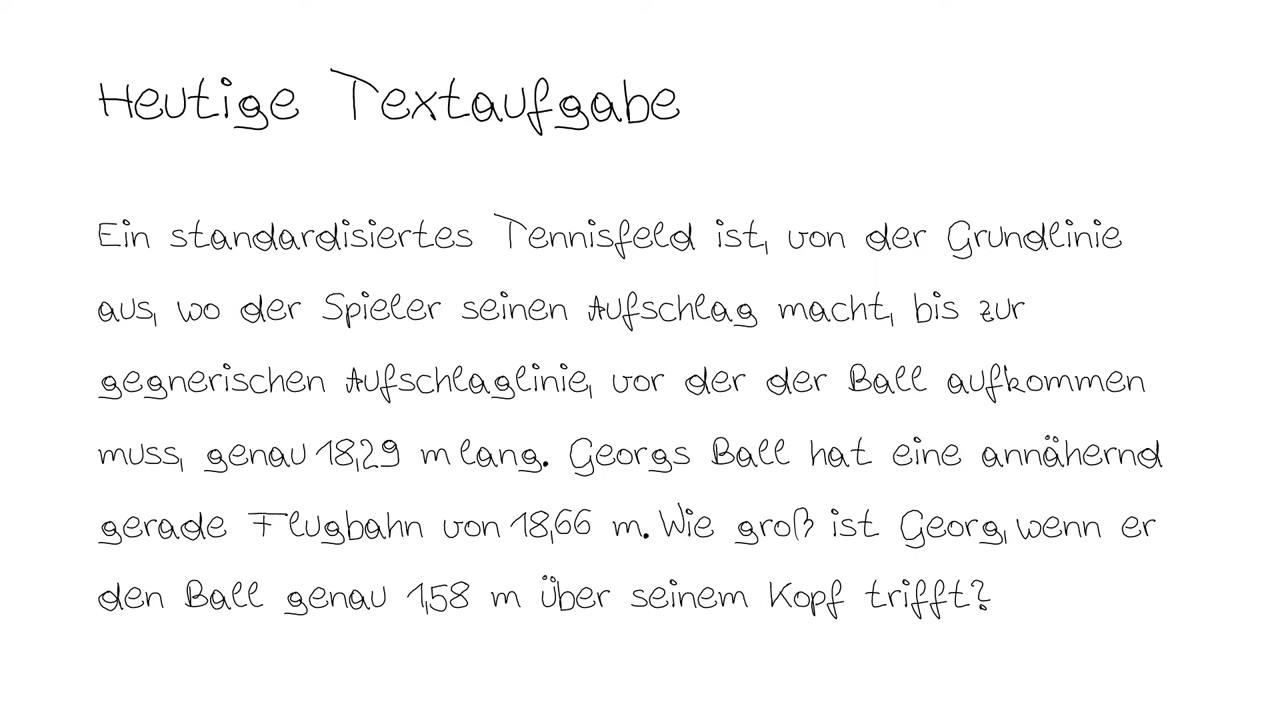 Heutige Textaufgabe
Ein standardisiertes Tennisfeld ist, von der Grundlinie
aus, wo der Spieler seinen Aufschlag macht, bis zur
gegnerischen Aufschlaglinie, vor der der Ball aufkommen
muss, genau 18,29 m lang. Georgs Ball hat eine annähernd
gerade Flugbahn von 18,66 m. Wie groß ist Georg, wenn er
den Ball genau 1,58 m über seinem Kopf trifft?